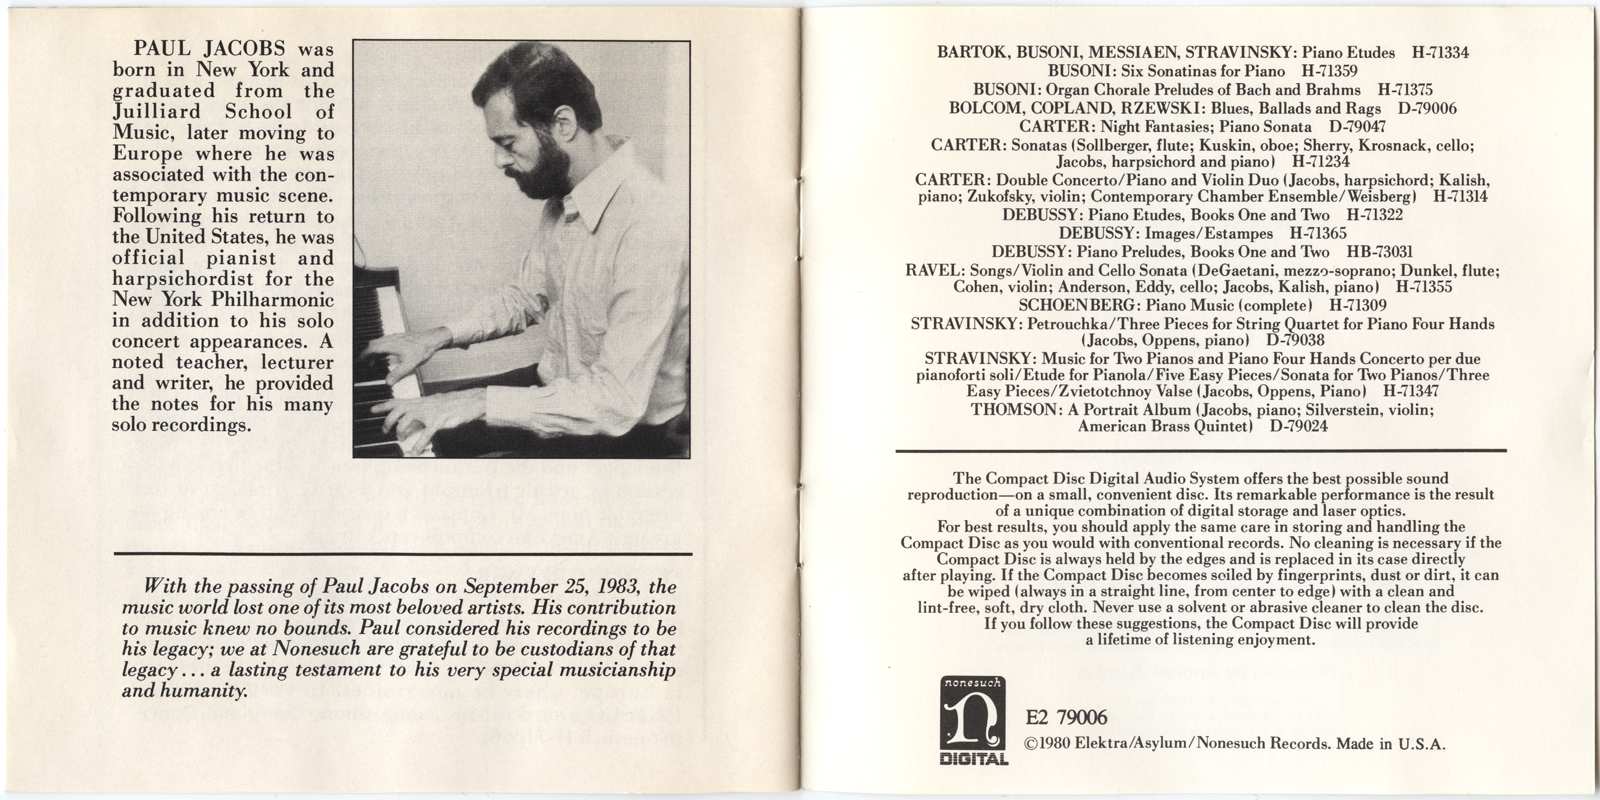 PAUL JACOBS was
born in New York and
graduated from the
Juilliard School of
Music, later moving to
Europe where he was
associated with the con-
temporary music scene.
Following his return to
the United States, he was
official pianist and
harpsichordist for the
New York Philharmonic
in addition to his solo
concert appearances. A
noted teacher, lecturer
and writer, he provided
the notes for his many
solo recordings.
With the passing of Paul Jacobs on September 25, 1983, the
music world lost one of its most beloved artists. His contribution
to music knew no bounds. Paul considered his recordings to be
his legacy; we at Nonesuch are grateful to be custodians of that
legacy... a lasting testament to his very special musicianship
and humanity.
BARTOK, BUSONI, MESSIAEN, STRAVINSKY: Piano Etudes H-71334
BUSONI: Six Sonatinas for Piano H-71359
BUSONI: Organ Chorale Preludes of Bach and Brahms H-71375
BOLCOM, COPLAND, RZEWSKI: Blues, Ballads and Rags D-79006
CARTER: Night Fantasies; Piano Sonata D-79047
CARTER: Sonatas (Sollberger, flute; Kuskin, oboe; Sherry, Krosnack, cello;
Jacobs, harpsichord and piano) H-71234
CARTER: Double Concerto/Piano and Violin Duo (Jacobs, harpsichord; Kalish,
piano; Zukofsky, violin; Contemporary Chamber Ensemble/Weisberg) H-71314
DEBUSSY: Piano Etudes, Books One and Two H-71322
DEBUSSY: Images/Estampes H-71365
DEBUSSY: Piano Preludes, Books One and Two HB-73031
RAVEL: Songs/Violin and Cello Sonata (DeGaetani, mezzo-soprano; Dunkel, flute;
Cohen, violin; Anderson, Eddy, cello; Jacobs, Kalish, piano) H-71355
SCHOENBERG: Piano Music (complete) H-71309
STRAVINSKY: Petrouchka/Three Pieces for String Quartet for Piano Four Hands
(Jacobs, Oppens, piano) D-79038
STRAVINSKY: Music for Two Pianos and Piano Four Hands Concerto per due
pianoforti soli/Etude for Pianola/Five Easy Pieces/Sonata for Two Pianos/Three
Easy Pieces/Zvietotchnoy Valse (Jacobs, Oppens, Piano) H-71347
THOMSON: A Portrait Album (Jacobs, piano; Silverstein, violin;
American Brass Quintet) D-79024
The Compact Disc Digital Audio System offers the best possible sound
reproduction—on a small, convenient disc. Its remarkable performance is the result
of a unique combination of digital storage and laser optics.
For best results, you should apply the same care in storing and handling the
Compact Disc as you would with conventional records. No cleaning is necessary if the
Compact Disc is always held by the edges and is replaced in its case directly
after playing. If the Compact Disc becomes soiled by fingerprints, dust or dirt, it can
be wiped (always in a straight line, from center to edge) with a clean and
lint-free, soft, dry cloth. Never use a solvent or abrasive cleaner to clean the disc.
If you follow these suggestions, the Compact Disc will provide
a lifetime of listening enjoyment.
nonesuch
n
DIGITAL
E2 79006
©1980 Elektra/Asylum/Nonesuch Records. Made in U.S.A.